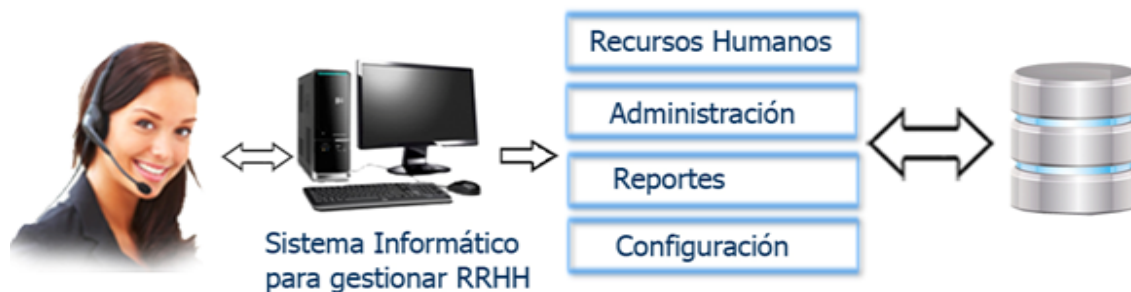 Sistema Informático
para gestionar RRHH
Recursos Humanos
Administración
Reportes
Configuración